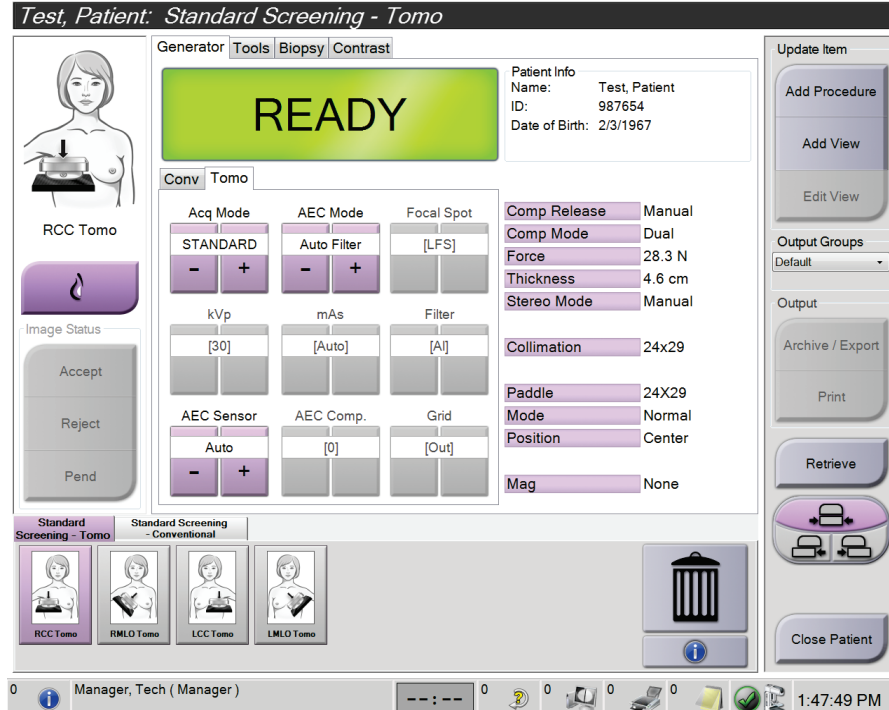 Test, Patient: Standard Screening - Tomo
RCC Tomo
Image Status
Accept
Reject
Pend
Generator Tools Biopsy Contrast
READY
Patient Info
Name: Test, Patient
ID: 987654
Date of Birth: 2/3/1967
Conv Tomo
Acq Mode AEC Mode Focal Spot
STANDARD Auto Filter [LFS]
- + - +
kVp mAs Filter
[30] [Auto] [Al]
AEC Sensor AEC Comp. Grid
Auto [0] [Out]
- +
Comp Release Manual
Comp Mode Dual
Force 28.3 N
Thickness 4.6 cm
Stereo Mode Manual
Collimation 24x29
Paddle 24X29
Mode Normal
Position Center
Mag None
Update Item
Add Procedure
Add View
Edit View
Output Groups
Default
Output
Archive / Export
Print
Retrieve
Close Patient
Standard
Screening - Tomo
Standard Screening
- Conventional
RCC Tomo RMLO Tomo LCC Tomo LMLO Tomo
0 Manager, Tech ( Manager ) --:-- 0 0 0 0 1:47:49 PM